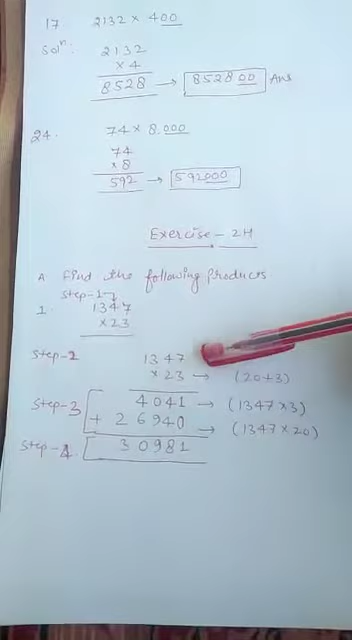 17 2132 × 400
Soln: 2132
× 4
8528 → 852800 Ans
24. 74 × 8,000
74
× 8
592 → 592000
Exercise - 2H
A Find the following products.
Step-1
1. 1347
× 23
Step-2 1347
× 23 → (20+3)
Step-3 4041 → (1347×3)
+ 26940 → (1347×20)
Step-4 30981